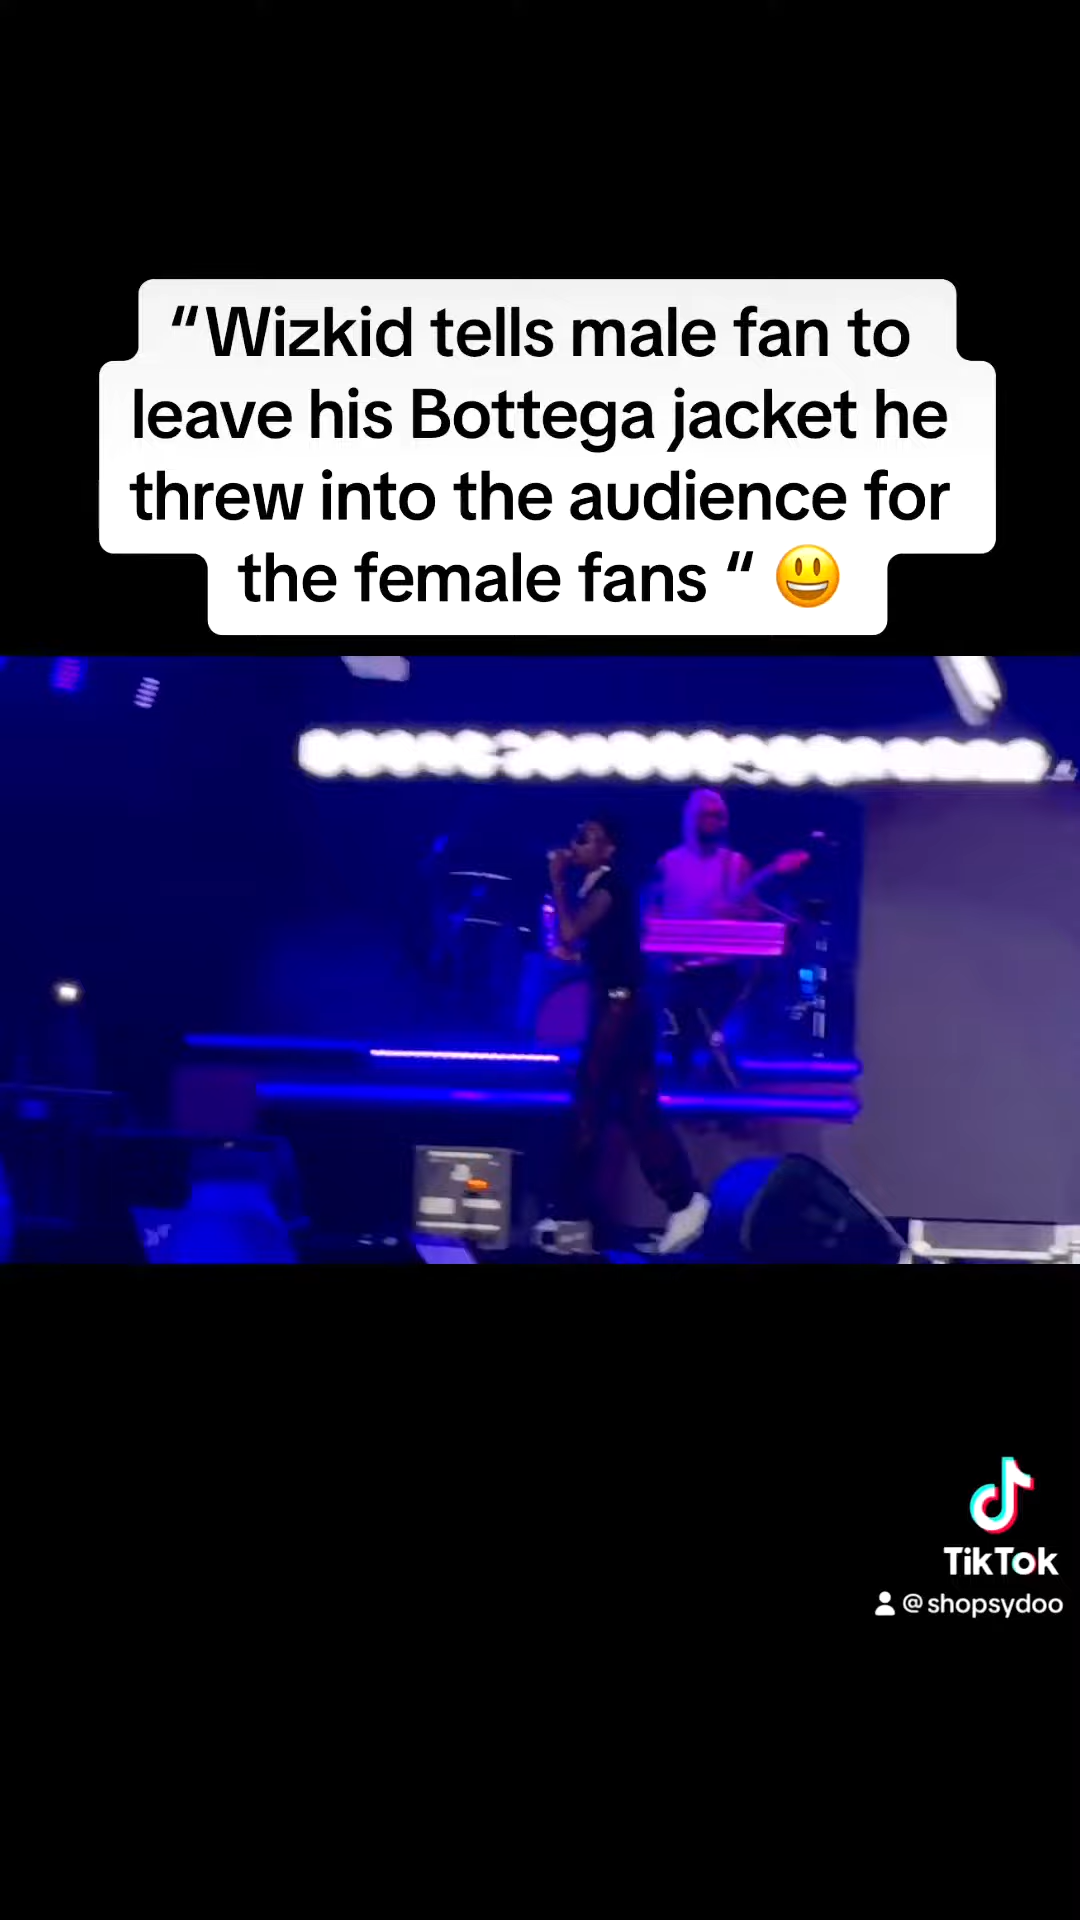 “Wizkid tells male fan to
leave his Bottega jacket he
threw into the audience for
the female fans “ 😃
TikTok
@shopsydoo